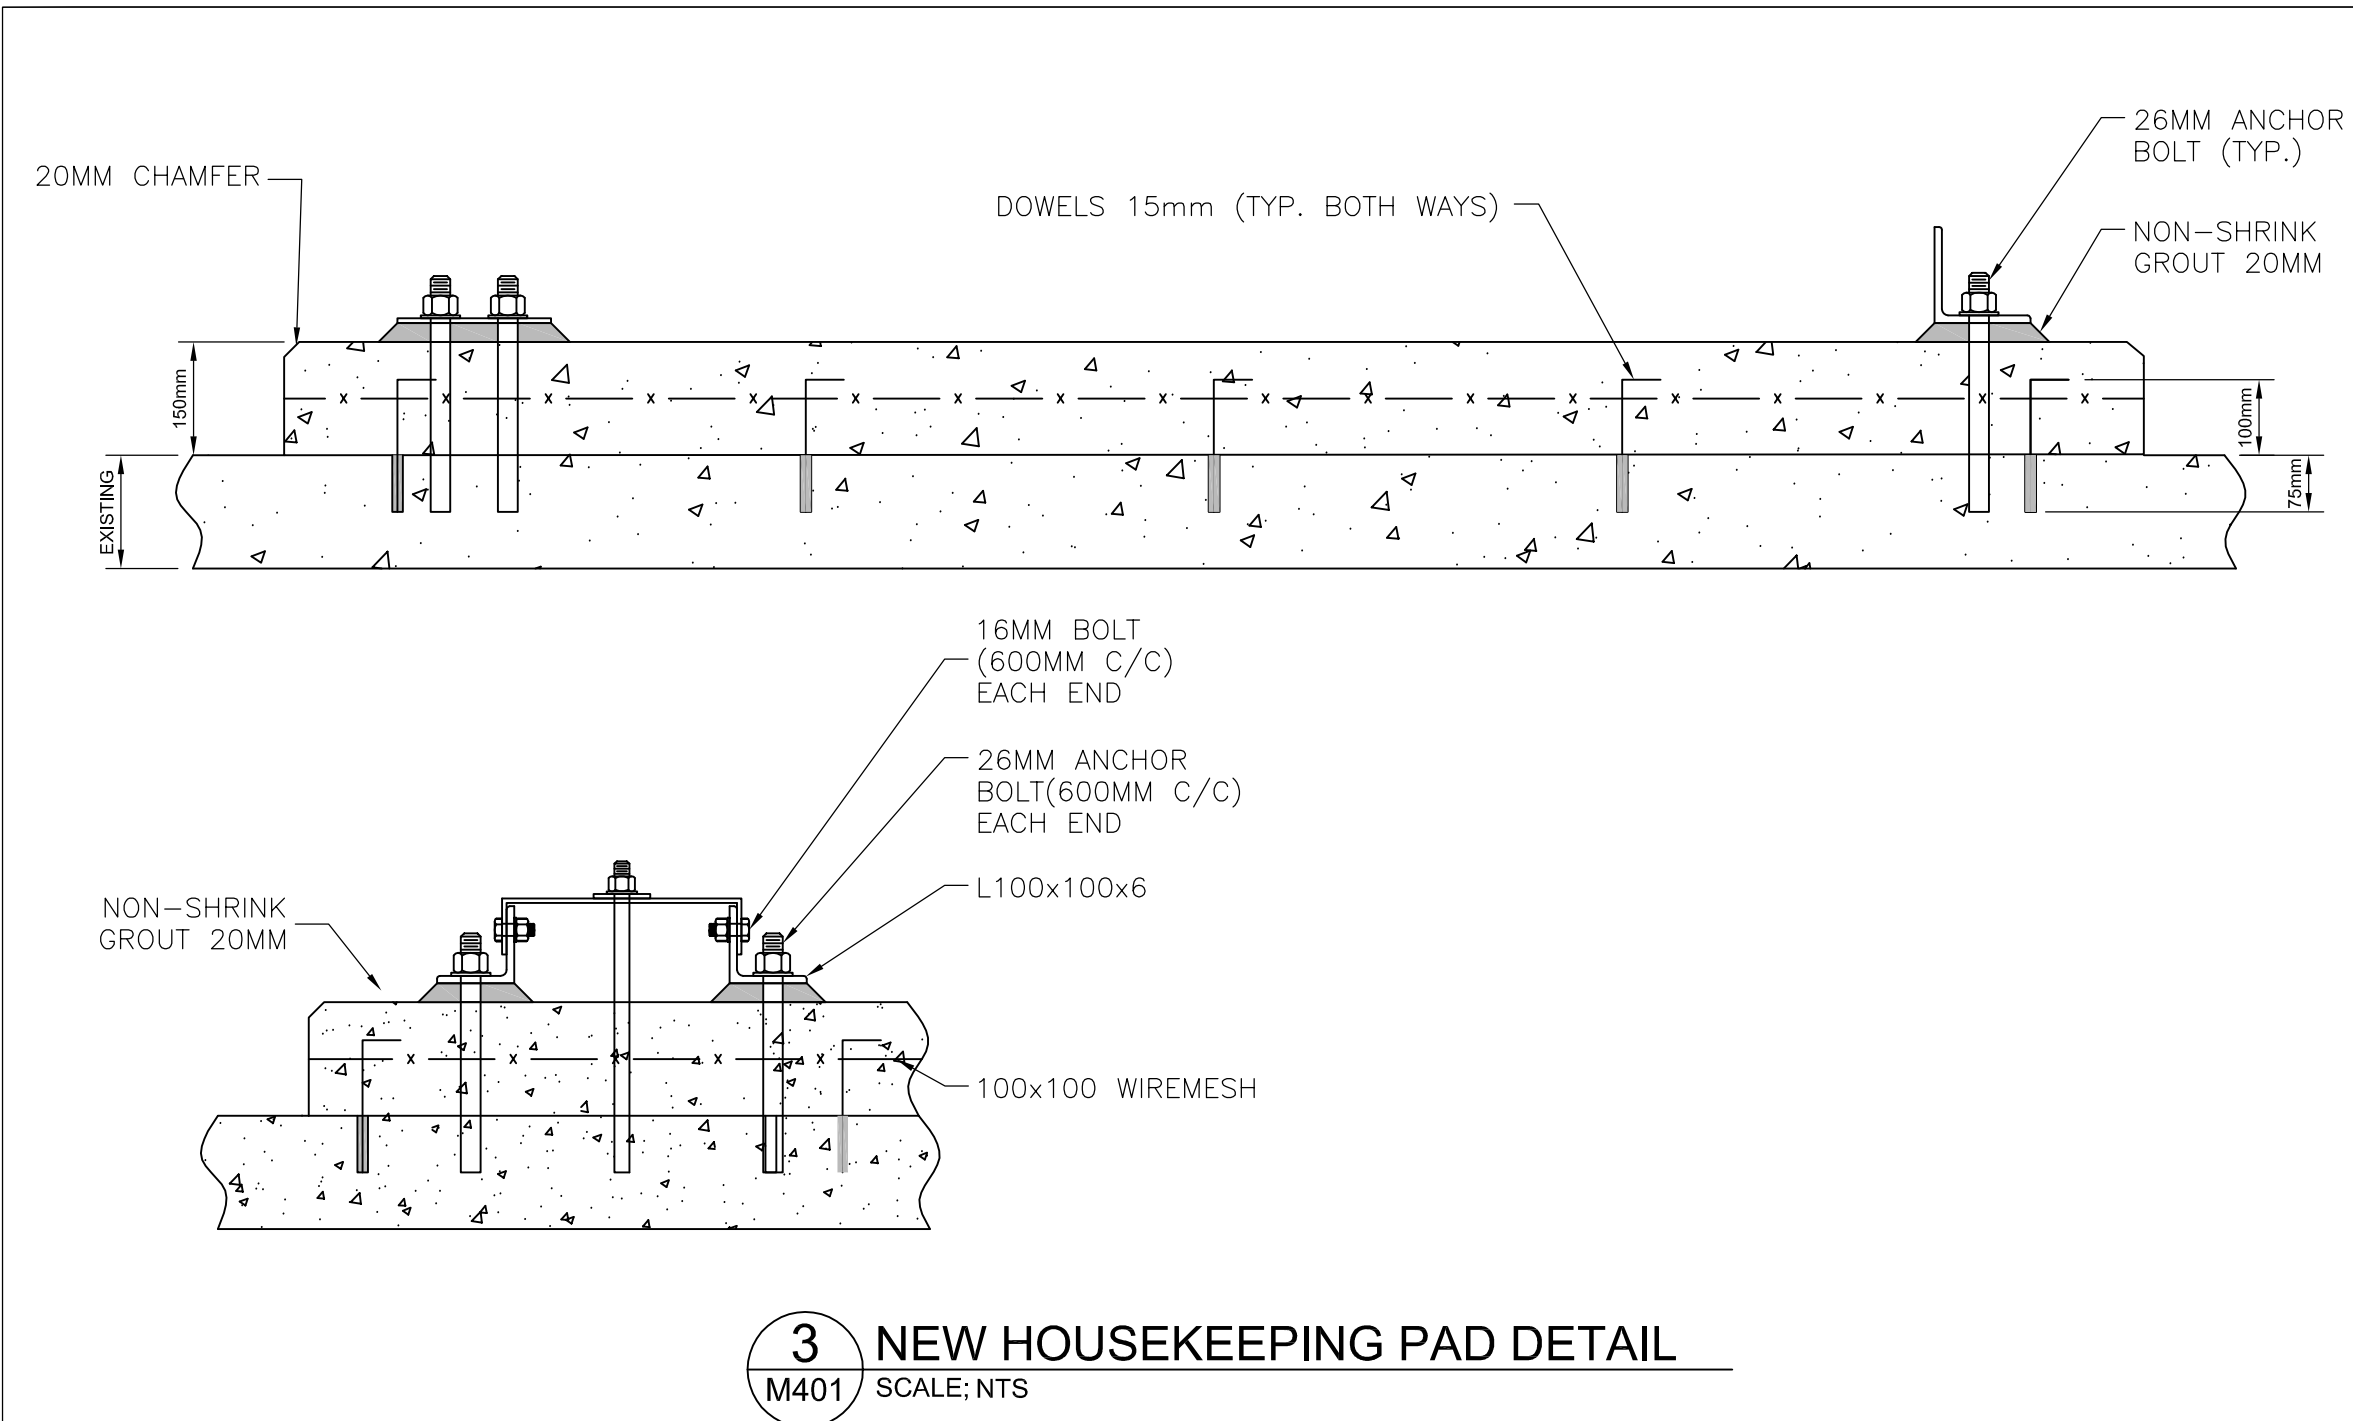 26MM ANCHOR
BOLT (TYP.)
20MM CHAMFER
DOWELS 15mm (TYP. BOTH WAYS)
NON-SHRINK
GROUT 20MM
150mm
100mm
EXISTING
75mm
16MM BOLT
(600MM C/C)
EACH END
26MM ANCHOR
BOLT(600MM C/C)
EACH END
L100x100x6
NON-SHRINK
GROUT 20MM
100x100 WIREMESH
3
NEW HOUSEKEEPING PAD DETAIL
M401
SCALE; NTS